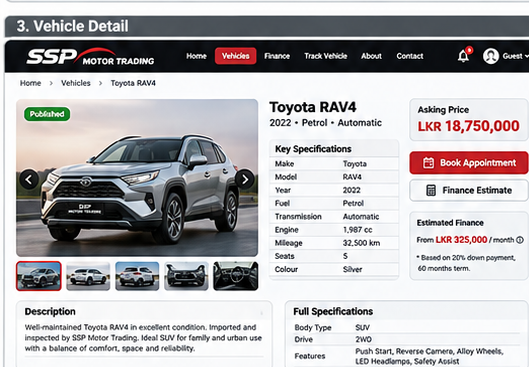 3. Vehicle Detail
SSP MOTOR TRADING
Home
Vehicles
Finance
Track Vehicle
About
Contact
Guest
Home > Vehicles > Toyota RAV4
Published
MOTOR TRADING
Toyota RAV4
2022 • Petrol • Automatic
Key Specifications
Make Toyota
Model RAV4
Year 2022
Fuel Petrol
Transmission Automatic
Engine 1,987 cc
Mileage 32,500 km
Seats 5
Colour Silver
Asking Price
LKR 18,750,000
Book Appointment
Finance Estimate
Estimated Finance
From LKR 325,000 / month
* Based on 20% down payment,
60 months term.
Description
Well-maintained Toyota RAV4 in excellent condition. Imported and
inspected by SSP Motor Trading. Ideal SUV for family and urban use
with a balance of comfort, space and reliability.
Full Specifications
Body Type SUV
Drive 2WD
Features Push Start, Reverse Camera, Alloy Wheels,
LED Headlamps, Safety Assist